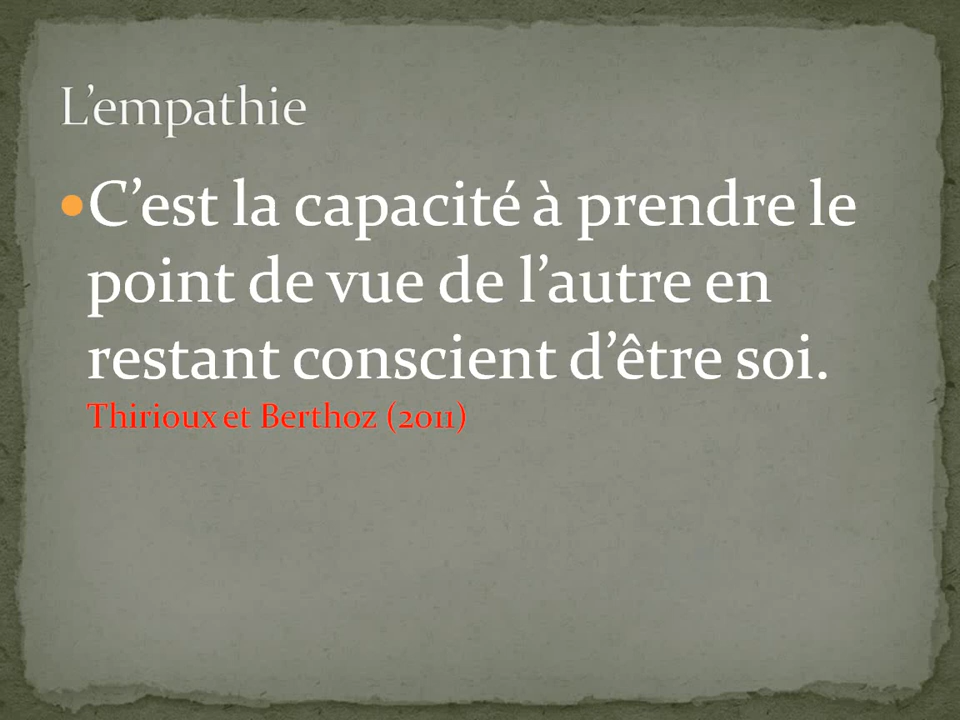 L’empathie
C’est la capacité à prendre le
point de vue de l’autre en
restant conscient d’être soi.
Thirioux et Berthoz (2011)